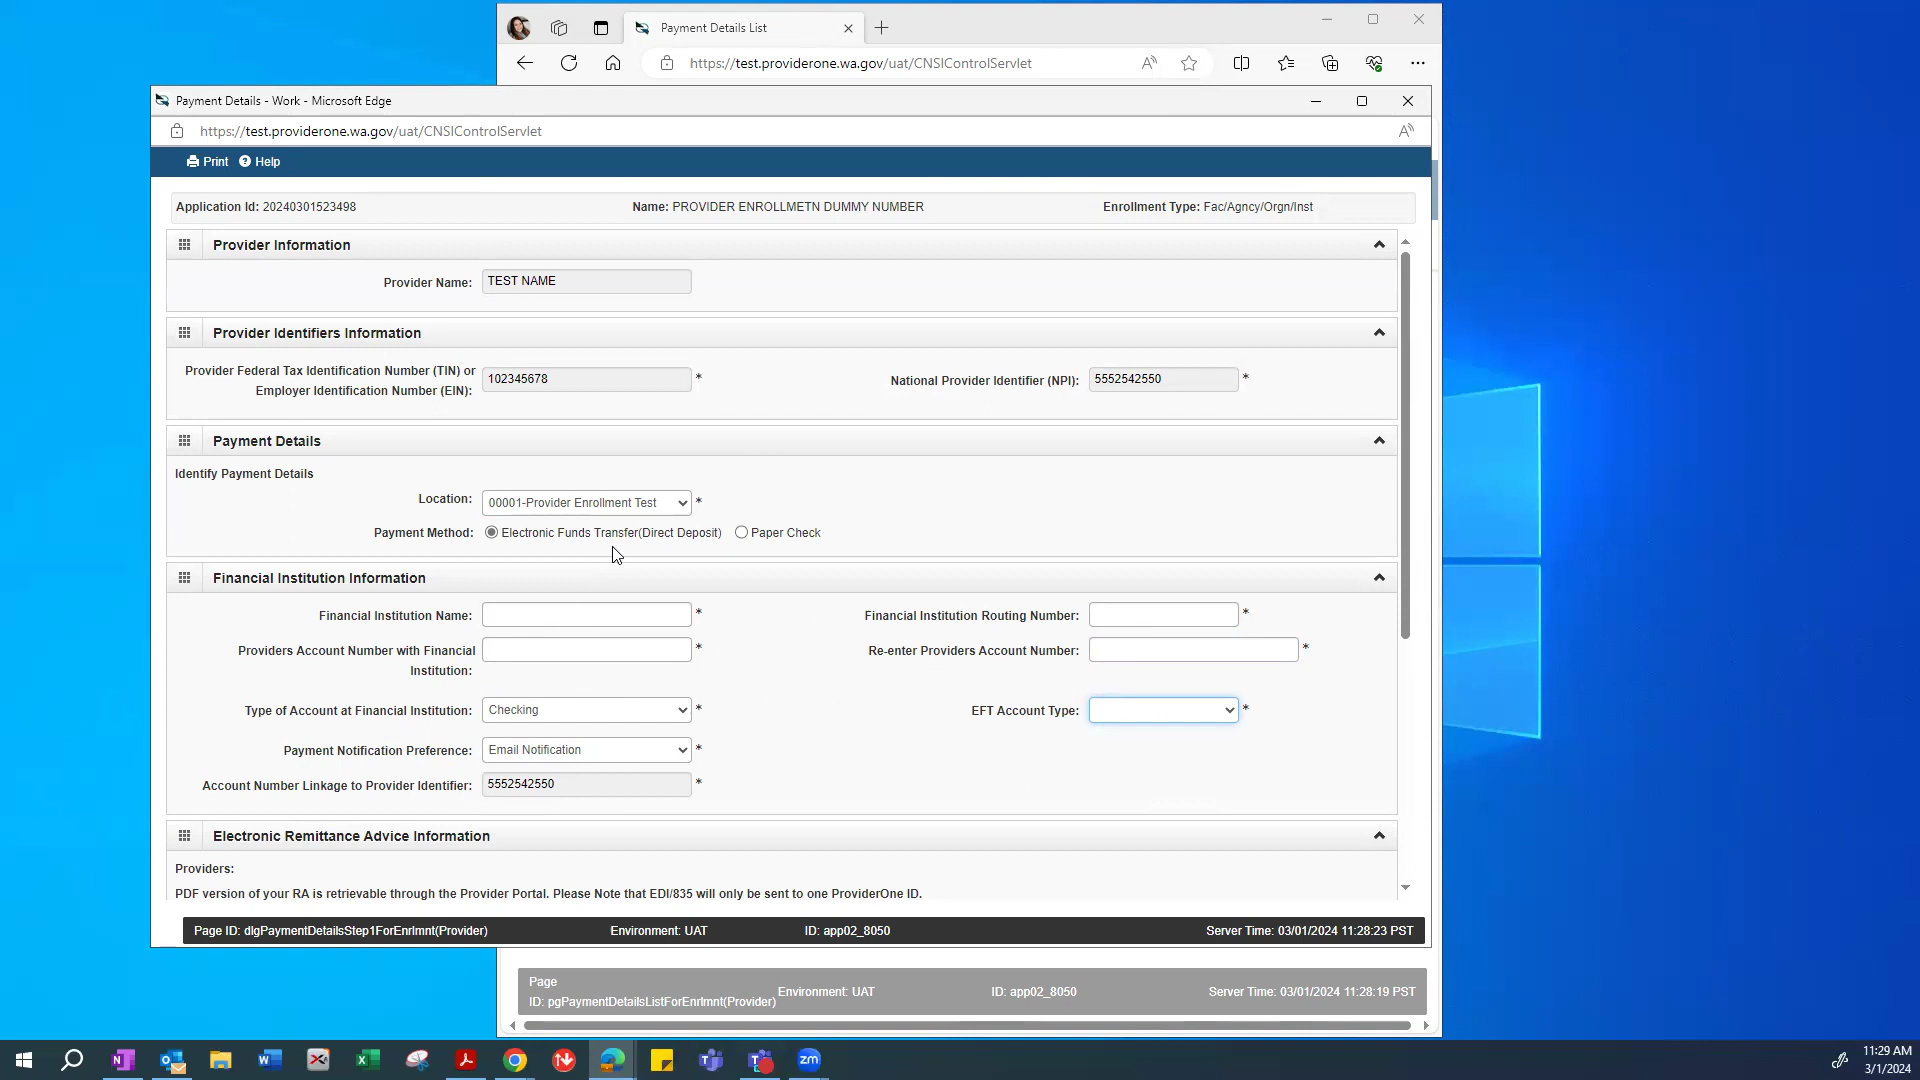 Payment Details List
https://test.providerone.wa.gov/uat/CNSIControlServlet
Payment Details - Work - Microsoft Edge
https://test.providerone.wa.gov/uat/CNSIControlServlet
Print Help
Application Id: 20240301523498 Name: PROVIDER ENROLLMETN DUMMY NUMBER Enrollment Type: Fac/Agncy/Orgn/Inst
Provider Information
Provider Name: TEST NAME
Provider Identifiers Information
Provider Federal Tax Identification Number (TIN) or
Employer Identification Number (EIN): 102345678 * National Provider Identifier (NPI): 5552542550 *
Payment Details
Identify Payment Details
Location: 00001-Provider Enrollment Test *
Payment Method: Electronic Funds Transfer(Direct Deposit) Paper Check
Financial Institution Information
Financial Institution Name: * Financial Institution Routing Number: *
Providers Account Number with Financial * Re-enter Providers Account Number: *
Institution:
Type of Account at Financial Institution: Checking * EFT Account Type: *
Payment Notification Preference: Email Notification *
Account Number Linkage to Provider Identifier: 5552542550 *
Electronic Remittance Advice Information
Providers:
PDF version of your RA is retrievable through the Provider Portal. Please Note that EDI/835 will only be sent to one ProviderOne ID.
Page ID: dlgPaymentDetailsStep1ForEnrlmnt(Provider) Environment: UAT ID: app02_8050 Server Time: 03/01/2024 11:28:23 PST
Page
ID: pgPaymentDetailsListForEnrlmnt(Provider) Environment: UAT ID: app02_8050 Server Time: 03/01/2024 11:28:19 PST
zm
11:29 AM
3/1/2024